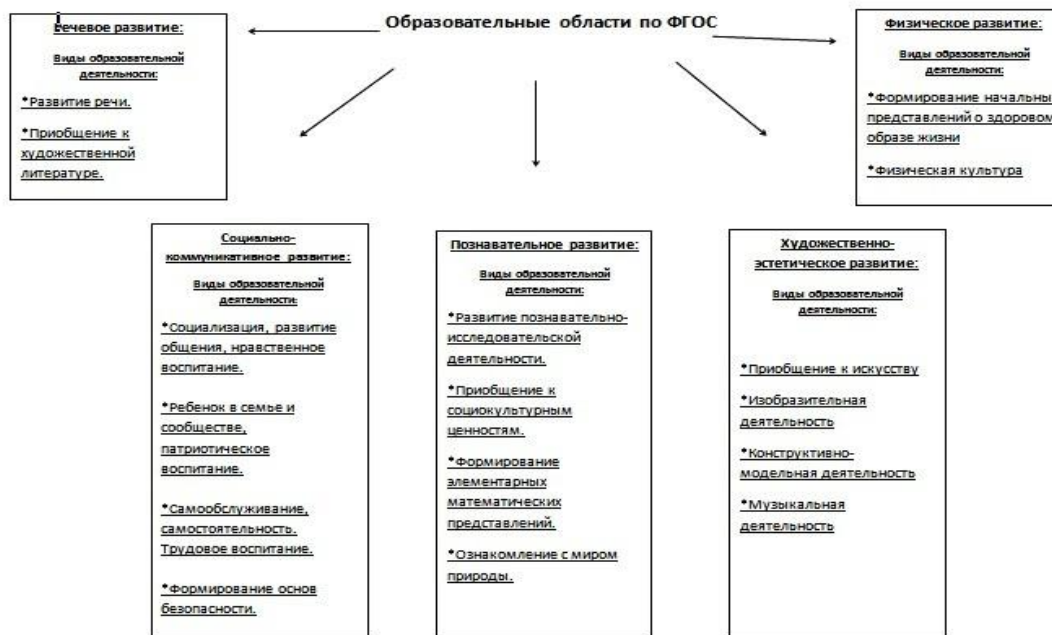 Образовательные области по ФГОС
Речевое развитие:
Виды образовательной
деятельности:
*Развитие речи.
*Приобщение к
художественной
литературе.
Физическое развитие:
Виды образовательной
деятельности:
*Формирование начальны
представлений о здоровом
образе жизни
*Физическая культура
Социально-
коммуникативное развитие:
Виды образовательной
деятельности:
*Социализация, развитие
общения, нравственное
воспитание.
*Ребенок в семье и
сообществе,
патриотическое
воспитание.
*Самообслуживание,
самостоятельность.
Трудовое воспитание.
*Формирование основ
безопасности.
Познавательное развитие:
Виды образовательной
деятельности:
*Развитие познавательно-
исследовательской
деятельности.
*Приобщение к
социокультурным
ценностям.
*Формирование
элементарных
математических
представлений.
*Ознакомление с миром
природы.
Художественно-
эстетическое развитие:
Виды образовательной
деятельности:
*Приобщение к искусству
*Изобразительная
деятельность
*Конструктивно-
модельная деятельность
*Музыкальная
деятельность